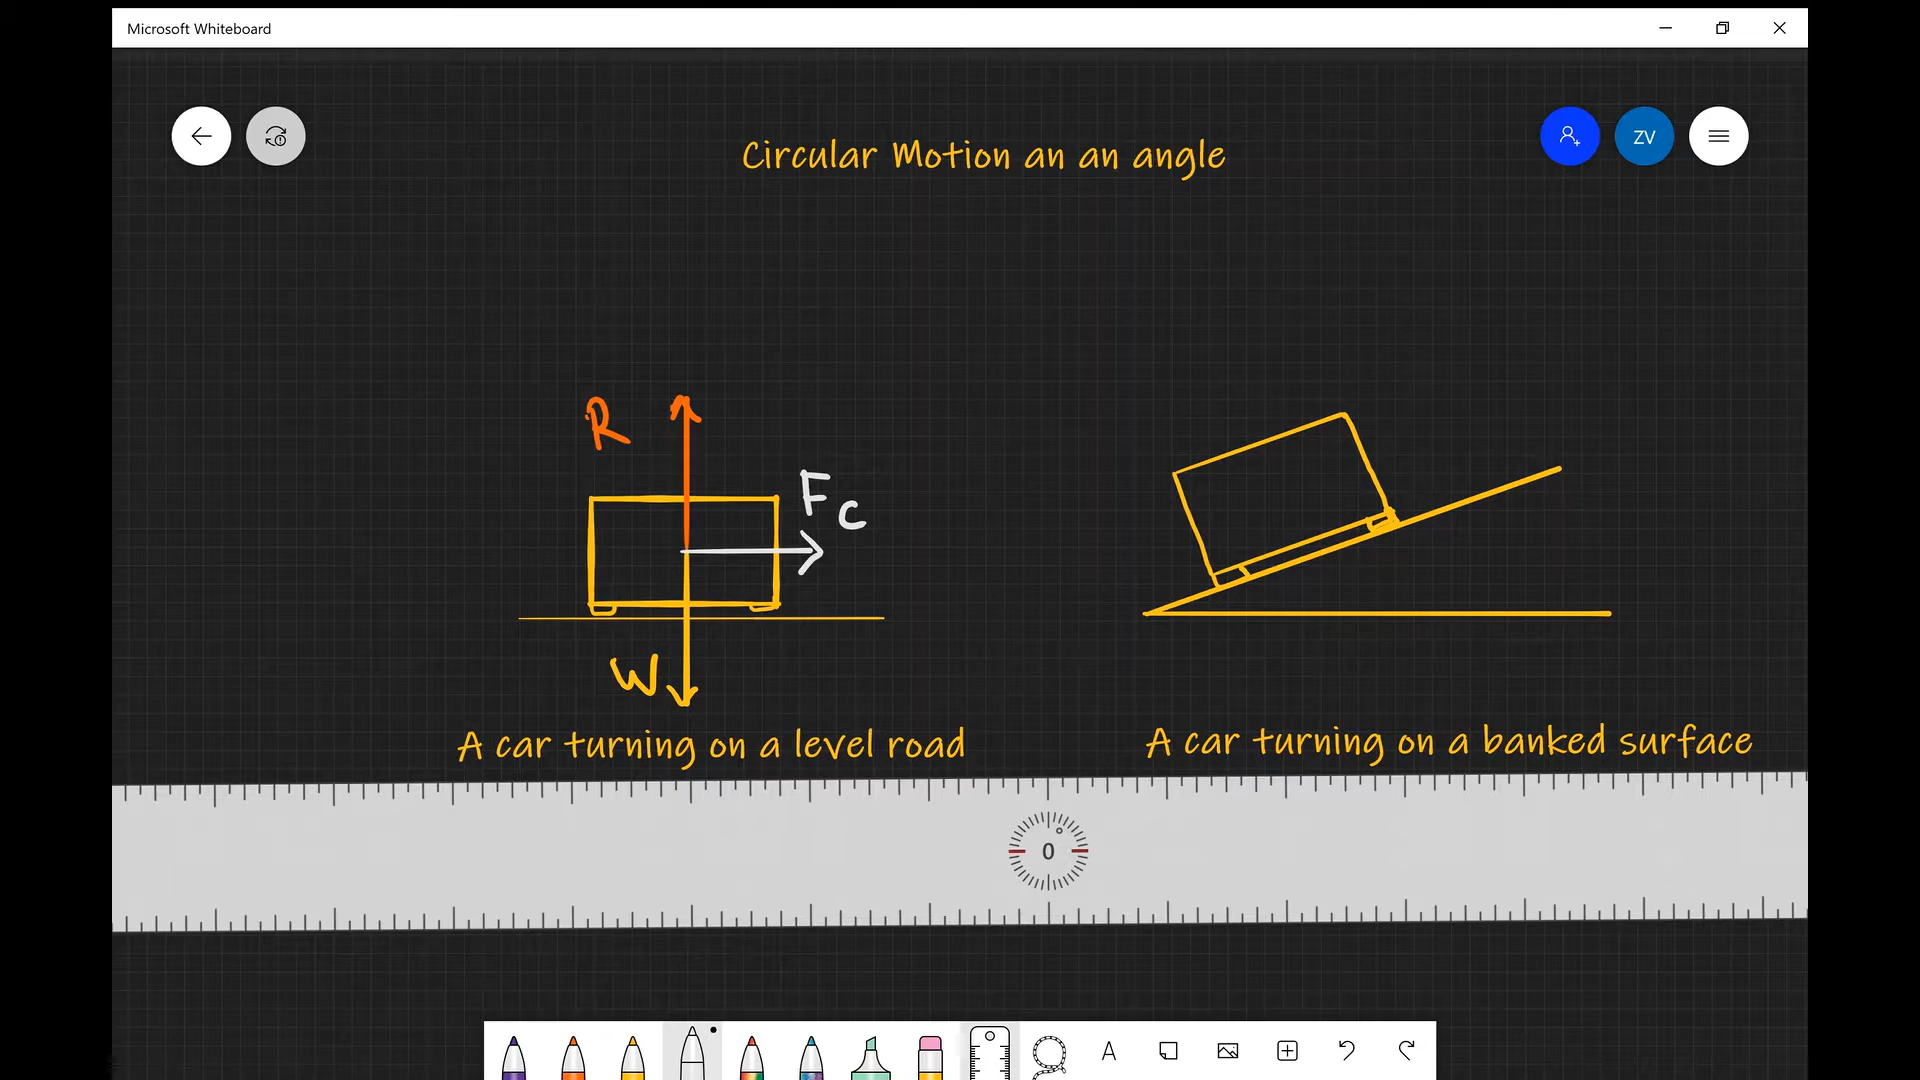 Microsoft Whiteboard
ZV
Circular Motion an an angle
R
Fc
W
A car turning on a level road
A car turning on a banked surface
0°
A